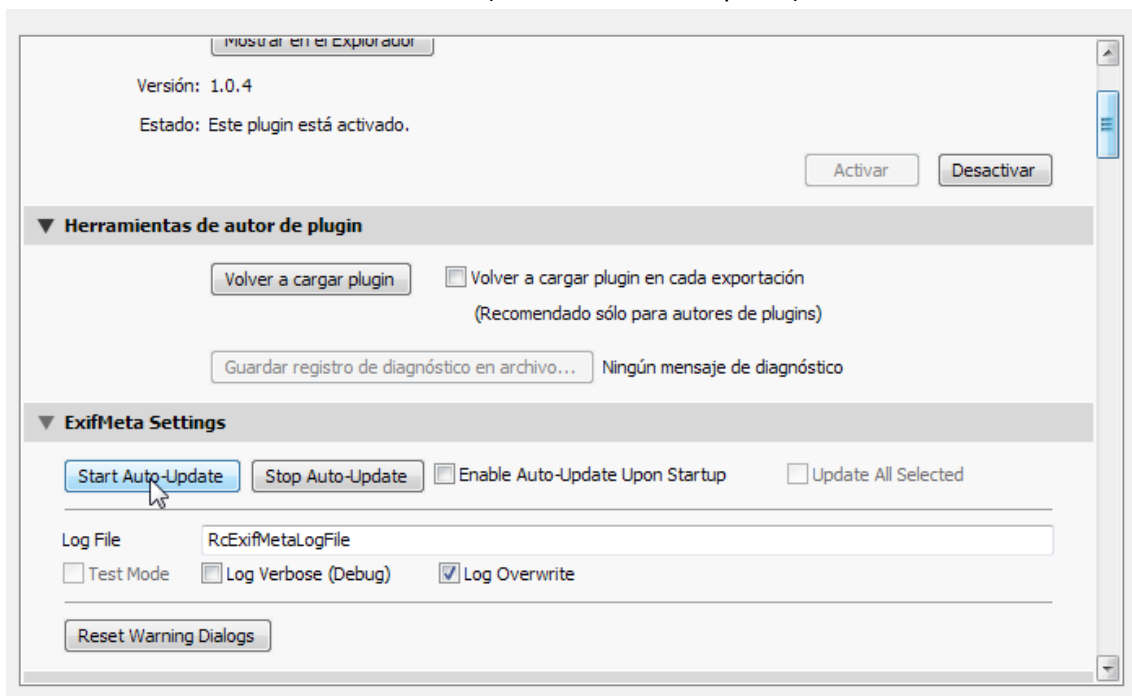 Mostrar en el Explorador
Versión: 1.0.4
Estado: Este plugin está activado.
Activar Desactivar
Herramientas de autor de plugin
Volver a cargar plugin Volver a cargar plugin en cada exportación
(Recomendado sólo para autores de plugins)
Guardar registro de diagnóstico en archivo... Ningún mensaje de diagnóstico
ExifMeta Settings
Start Auto-Update Stop Auto-Update Enable Auto-Update Upon Startup Update All Selected
Log File RcExifMetaLogFile
Test Mode Log Verbose (Debug) Log Overwrite
Reset Warning Dialogs